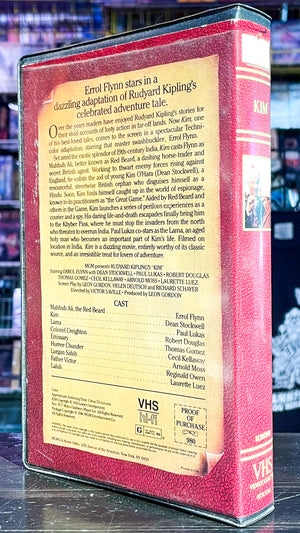 Errol Flynn stars in a
dazzling adaptation of Rudyard Kipling's
celebrated adventure tale.
Over the years readers have enjoyed Rudyard Kipling's stories for
their vivid accounts of lusty action in far-off lands. Now Kim, one
of his best-loved tales, comes to the screen in a spectacular Techni-
color adaptation, starring that master swashbuckler, Errol Flynn.
Set amid the exotic splendor of 19th-century India, Kim casts Flynn as
Mahbub Ali, better known as Red Beard, a dashing horse-trader and
secret British agent. Working to thwart enemy forces rising against
England, he enlists the aid of young Kim O'Hara (Dean Stockwell), a
resourceful, streetwise British orphan who disguises himself as a
Hindu. Soon, Kim finds himself caught up in the world of espionage,
known to its practitioners as "the Great Game." Aided by Red Beard and
others in the Game, Kim launches a series of perilous experiences as a
courier and a spy. His daring life-and-death escapades finally bring him
to the Khyber Pass, where he must stop the invaders from the north
who threaten to overrun India. Paul Lukas co-stars as the Lama, an aged
holy man who becomes an important part of Kim's life. Filmed on
location in India, Kim is a dazzling movie, entirely worthy of its classic
source, and an irresistible treat for lovers of adventure.
MGM presents RUDYARD KIPLING'S "KIM"
Starring ERROL FLYNN • with DEAN STOCKWELL • PAUL LUKAS • ROBERT DOUGLAS
THOMAS GOMEZ • CECIL KELLAWAY • ARNOLD MOSS • LAURETTE LUEZ
Screen Play by LEON GORDON, HELEN DEUTSCH and RICHARD SCHAYER
Directed by VICTOR SAVILLE • Produced by LEON GORDON
CAST
Mahbub Ali, the Red Beard Errol Flynn
Kim Dean Stockwell
Lama Paul Lukas
Colonel Creighton Robert Douglas
Emissary Thomas Gomez
Hurree Chunder Cecil Kellaway
Lurgan Sahib Arnold Moss
Father Victor Reginald Owen
Laluli Laurette Luez
VHS
hi-fi
G
PROOF
OF
PURCHASE
980
KIM
VHS